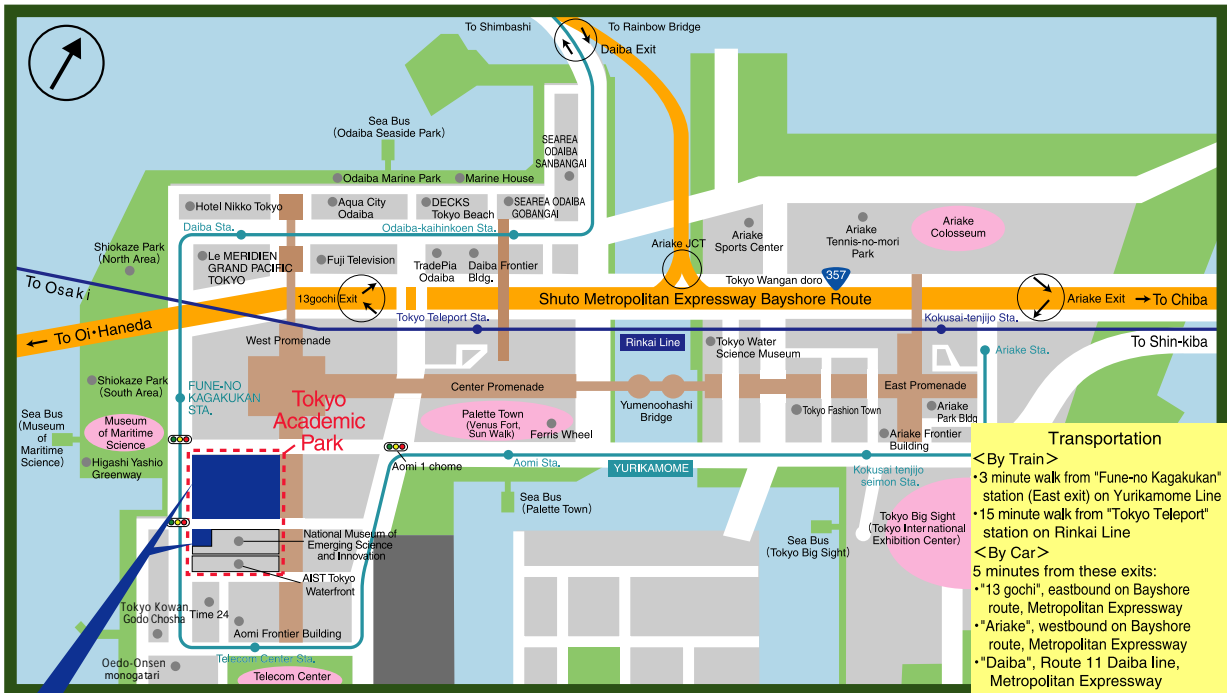 To Shimbashi
To Rainbow Bridge
Daiba Exit
Sea Bus
(Odaiba Seaside Park)
SEAREA
ODAIBA
SANBANGAI
Odaiba Marine Park
Marine House
Hotel Nikko Tokyo
Aqua City
Odaiba
DECKS
Tokyo Beach
SEAREA ODAIBA
GOBANGAI
Daiba Sta.
Odaiba-kaihinkoen Sta.
Ariake
Sports Center
Ariake
Tennis-no-mori
Park
Ariake
Colosseum
Shiokaze Park
(North Area)
Le MERIDIEN
GRAND PACIFIC
TOKYO
Fuji Television
TradePia
Odaiba
Daiba Frontier
Bldg.
Ariake JCT
Tokyo Wangan doro
357
To Osaki
13gochi Exit
Shuto Metropolitan Expressway Bayshore Route
Ariake Exit
To Chiba
To Oi・Haneda
Tokyo Teleport Sta.
Kokusai-tenjijo Sta.
West Promenade
Rinkai Line
Tokyo Water
Science Museum
Ariake Sta.
To Shin-kiba
Shiokaze Park
(South Area)
FUNE-NO
KAGAKUKAN
STA.
Center Promenade
Yumenoohashi
Bridge
East Promenade
Tokyo
Academic
Park
Sea Bus
(Museum
of
Maritime
Science)
Museum
of Maritime
Science
Palette Town
(Venus Fort,
Sun Walk)
Ferris Wheel
Tokyo Fashion Town
Ariake
Park Bldg
Ariake Frontier
Building
Higashi Yashio
Greenway
Aomi 1 chome
Aomi Sta.
YURIKAMOME
Kokusai tenjijo
seimon Sta.
Sea Bus
(Palette Town)
Sea Bus
(Tokyo Big Sight)
Tokyo Big Sight
(Tokyo International
Exhibition Center)
National Museum of
Emerging Science
and Innovation
AIST Tokyo
Waterfront
Tokyo Kowan
Godo Chosha
Time 24
Aomi Frontier Building
Oedo-Onsen
monogatari
Telecom Center Sta.
Telecom Center
Transportation
<By Train>
・3 minute walk from "Fune-no Kagakukan"
station (East exit) on Yurikamome Line
・15 minute walk from "Tokyo Teleport"
station on Rinkai Line
<By Car>
5 minutes from these exits:
・"13 gochi", eastbound on Bayshore
route, Metropolitan Expressway
・"Ariake", westbound on Bayshore
route, Metropolitan Expressway
・"Daiba", Route 11 Daiba line,
Metropolitan Expressway